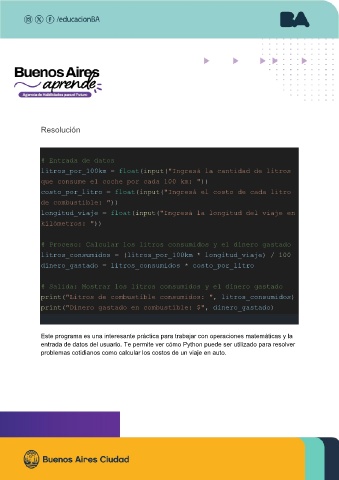 /educacionBA
BA
Buenos Aires
aprende
Agencia de Habilidades para el Futuro
Resolución
# Entrada de datos
litros_por_100km = float(input("Ingresá la cantidad de litros
que consume el coche por cada 100 km: "))
costo_por_litro = float(input("Ingresá el costo de cada litro
de combustible: "))
longitud_viaje = float(input("Ingresá la longitud del viaje en
kilómetros: "))
# Proceso: Calcular los litros consumidos y el dinero gastado
litros_consumidos = (litros_por_100km * longitud_viaje) / 100
dinero_gastado = litros_consumidos * costo_por_litro
# Salida: Mostrar los litros consumidos y el dinero gastado
print("Litros de combustible consumidos: ", litros_consumidos)
print("Dinero gastado en combustible: $", dinero_gastado)
Este programa es una interesante práctica para trabajar con operaciones matemáticas y la
entrada de datos del usuario. Te permite ver cómo Python puede ser utilizado para resolver
problemas cotidianos como calcular los costos de un viaje en auto.
Buenos Aires Ciudad